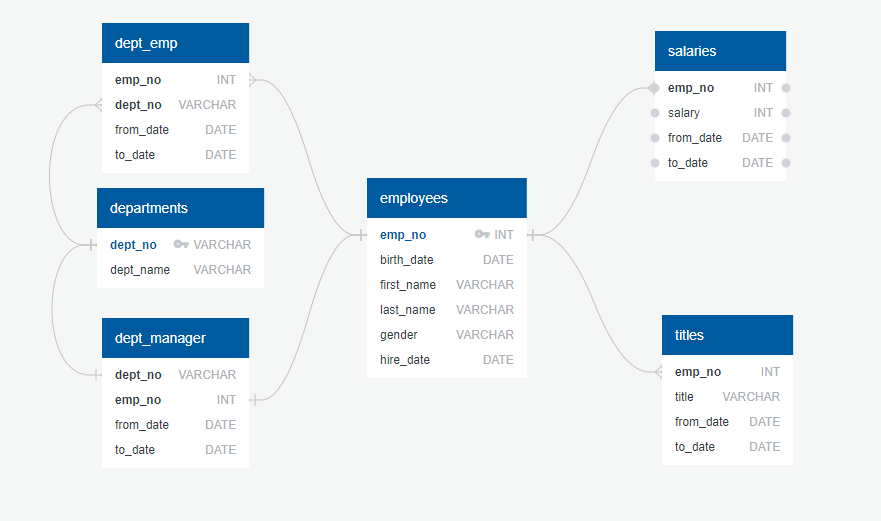 dept_emp
emp_no INT
dept_no VARCHAR
from_date DATE
to_date DATE
departments
dept_no VARCHAR
dept_name VARCHAR
dept_manager
dept_no VARCHAR
emp_no INT
from_date DATE
to_date DATE
employees
emp_no INT
birth_date DATE
first_name VARCHAR
last_name VARCHAR
gender VARCHAR
hire_date DATE
salaries
emp_no INT
salary INT
from_date DATE
to_date DATE
titles
emp_no INT
title VARCHAR
from_date DATE
to_date DATE